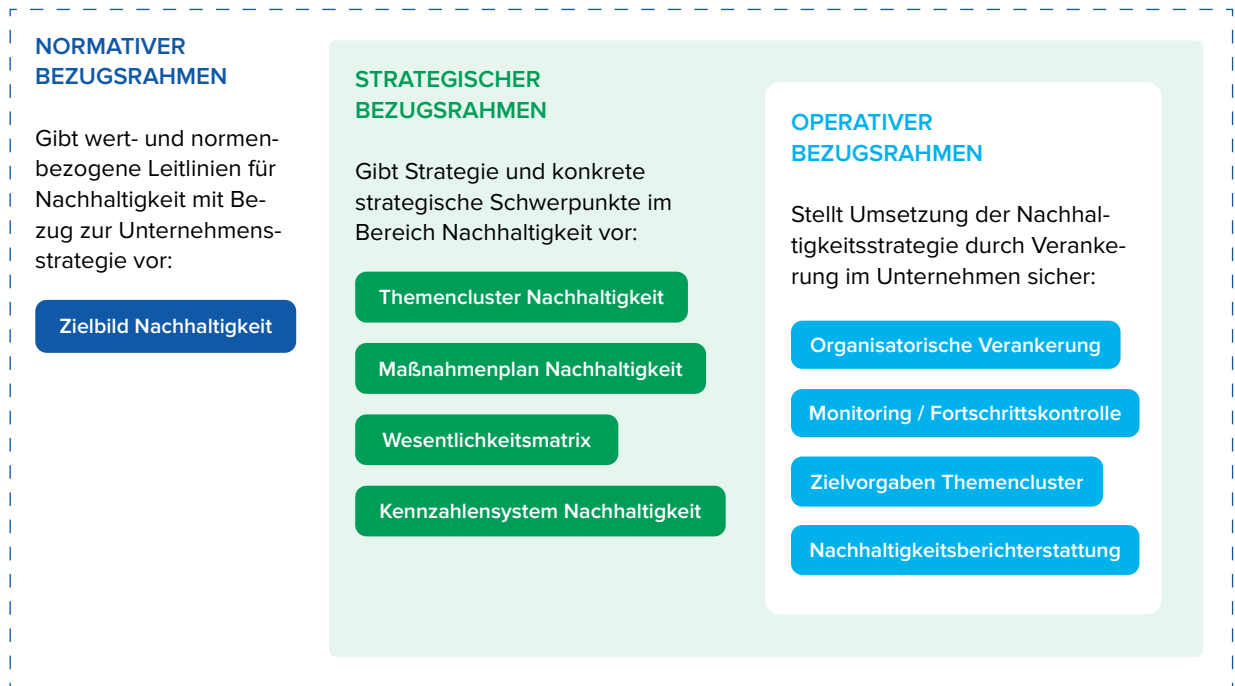 NORMATIVER
BEZUGSRAHMEN
Gibt wert- und normen-
bezogene Leitlinien für
Nachhaltigkeit mit Be-
zug zur Unternehmens-
strategie vor:
Zielbild Nachhaltigkeit
STRATEGISCHER
BEZUGSRAHMEN
Gibt Strategie und konkrete
strategische Schwerpunkte im
Bereich Nachhaltigkeit vor:
Themencluster Nachhaltigkeit
Maßnahmenplan Nachhaltigkeit
Wesentlichkeitsmatrix
Kennzahlensystem Nachhaltigkeit
OPERATIVER
BEZUGSRAHMEN
Stellt Umsetzung der Nachhal-
tigkeitsstrategie durch Veranke-
rung im Unternehmen sicher:
Organisatorische Verankerung
Monitoring / Fortschrittskontrolle
Zielvorgaben Themencluster
Nachhaltigkeitsberichterstattung